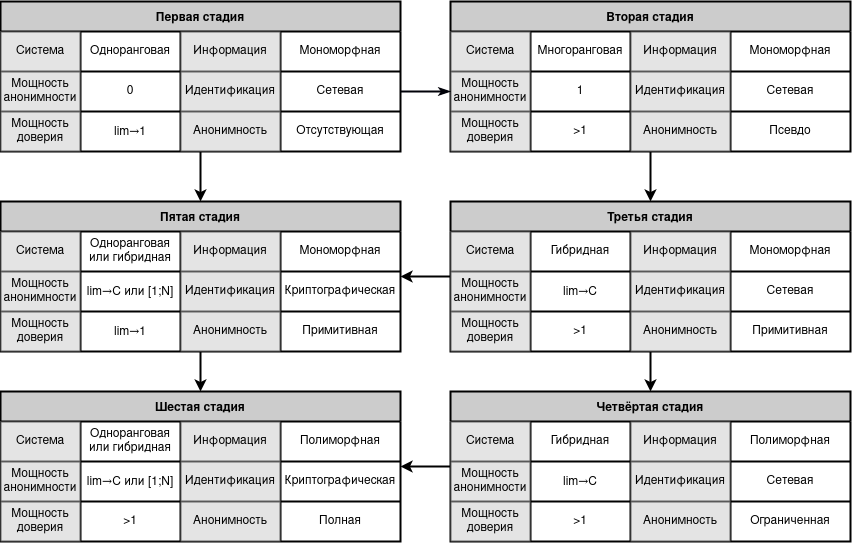 Первая стадия
Система Одноранговая Информация Мономорфная
Мощность анонимности 0 Идентификация Сетевая
Мощность доверия lim→1 Анонимность Отсутствующая
Вторая стадия
Система Многоранговая Информация Мономорфная
Мощность анонимности 1 Идентификация Сетевая
Мощность доверия >1 Анонимность Псевдо
Пятая стадия
Система Одноранговая или гибридная Информация Мономорфная
Мощность анонимности lim→C или [1;N] Идентификация Криптографическая
Мощность доверия lim→1 Анонимность Примитивная
Третья стадия
Система Гибридная Информация Мономорфная
Мощность анонимности lim→C Идентификация Сетевая
Мощность доверия >1 Анонимность Примитивная
Шестая стадия
Система Одноранговая или гибридная Информация Полиморфная
Мощность анонимности lim→C или [1;N] Идентификация Криптографическая
Мощность доверия >1 Анонимность Полная
Четвёртая стадия
Система Гибридная Информация Полиморфная
Мощность анонимности lim→C Идентификация Сетевая
Мощность доверия >1 Анонимность Ограниченная